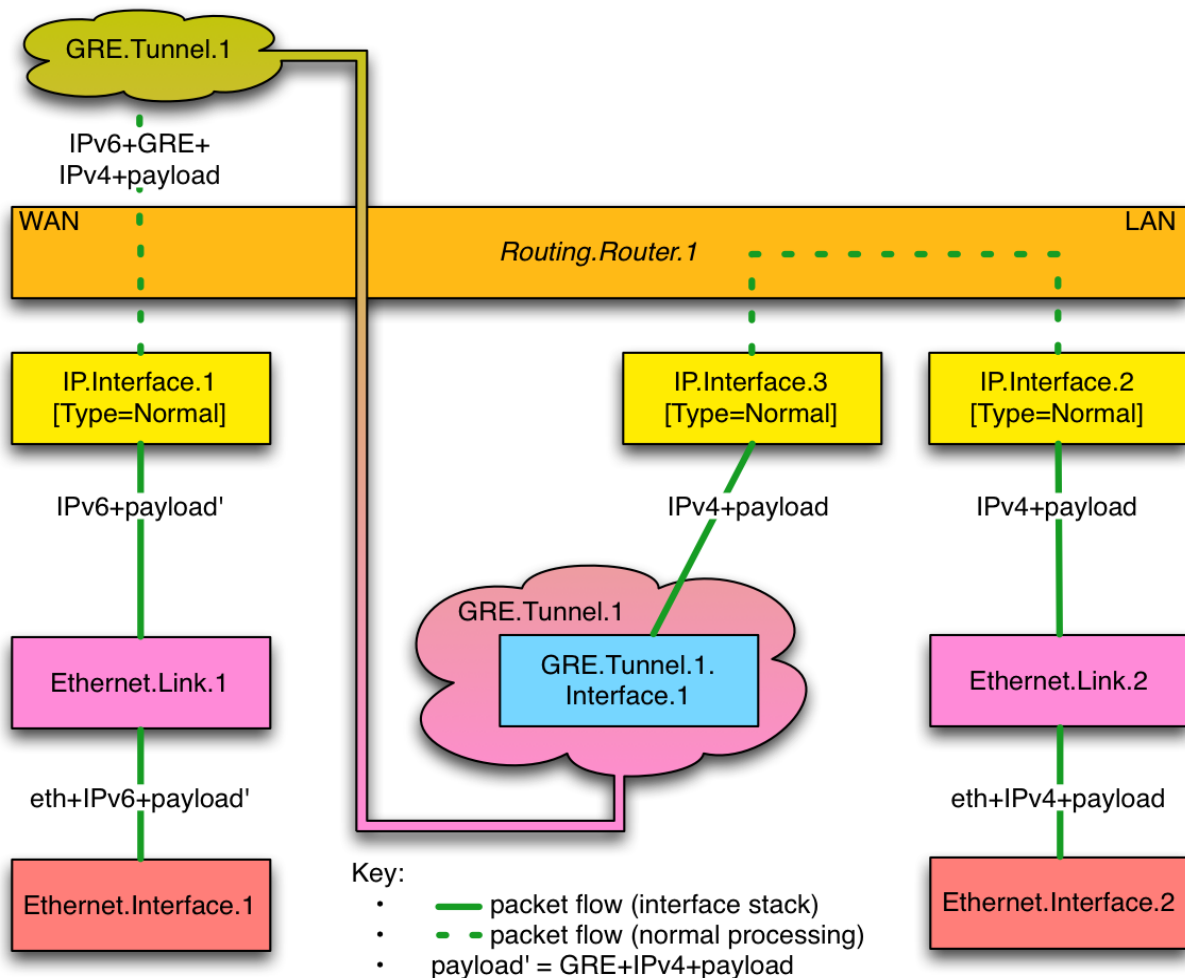 GRE.Tunnel.1
IPv6+GRE+
IPv4+payload
WAN
LAN
Routing.Router.1
IP.Interface.1
[Type=Normal]
IP.Interface.3
[Type=Normal]
IP.Interface.2
[Type=Normal]
IPv6+payload'
IPv4+payload
IPv4+payload
GRE.Tunnel.1
GRE.Tunnel.1.
Interface.1
Ethernet.Link.1
Ethernet.Link.2
eth+IPv6+payload'
eth+IPv4+payload
Ethernet.Interface.1
Ethernet.Interface.2
Key:
• packet flow (interface stack)
• packet flow (normal processing)
• payload' = GRE+IPv4+payload